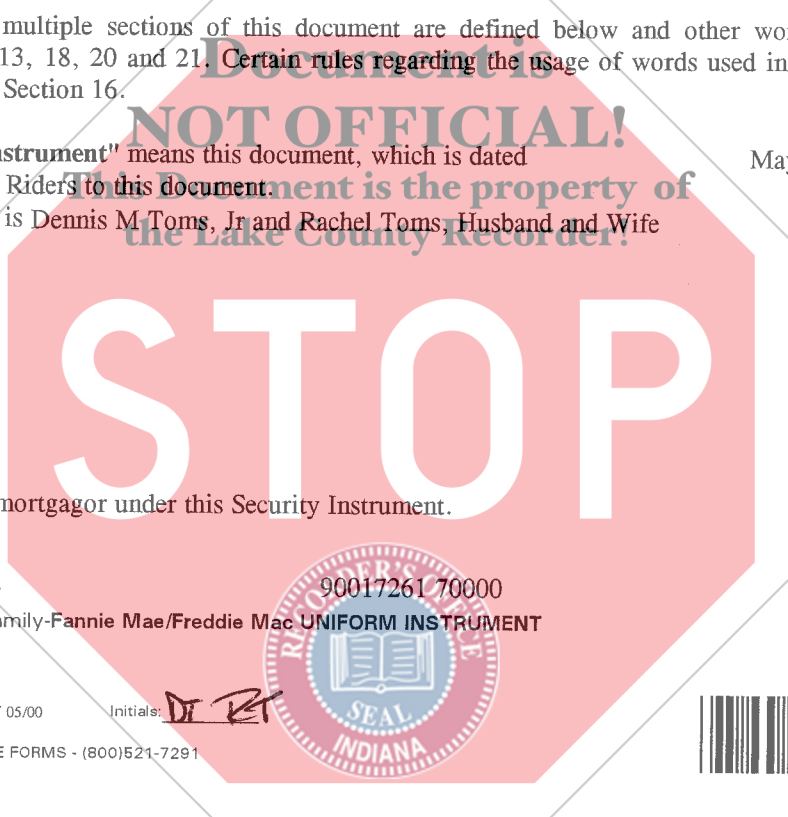 multiple sections of this document are defined below and other wo
13, 18, 20 and 21. Certain rules regarding the usage of words used in
Document is
Section 16.
NOT OFFICIAL!
nstrument" means this document, which is dated May
Riders to this document.
This Document is the property of
is Dennis M Toms, Jr and Rachel Toms, Husband and Wife
the Lake County Recorder!
STOP
mortgagor under this Security Instrument.
90017261 70000
amily-Fannie Mae/Freddie Mac UNIFORM INSTRUMENT
RECORDER'S OFFICE
SEAL
INDIANA
05/00 Initials: DT RT
E FORMS - (800)521-7291